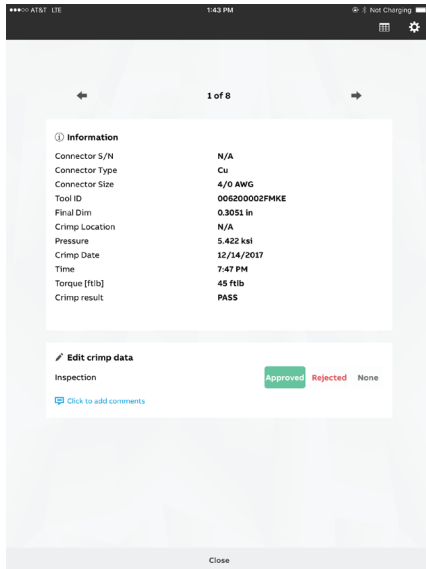 ●●●○○ AT&T LTE 1:43 PM Not Charging
1 of 8
Information
Connector S/N N/A
Connector Type Cu
Connector Size 4/0 AWG
Tool ID 006200002FMKE
Final Dim 0.3051 in
Crimp Location N/A
Pressure 5.422 ksi
Crimp Date 12/14/2017
Time 7:47 PM
Torque [ftlb] 45 ftlb
Crimp result PASS
Edit crimp data
Inspection Approved Rejected None
Click to add comments
Close